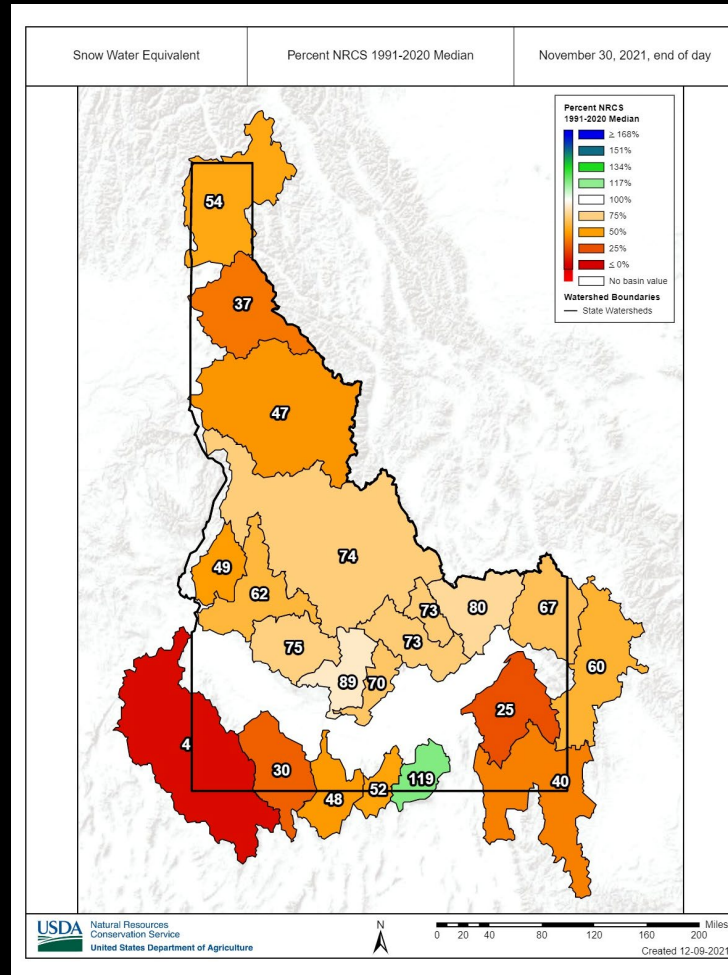 Snow Water Equivalent
Percent NRCS 1991-2020 Median
November 30, 2021, end of day
Percent NRCS
1991-2020 Median
≥ 168%
151%
134%
117%
100%
75%
50%
25%
≤ 0%
No basin value
Watershed Boundaries
State Watersheds
54
37
47
74
49
62
73
80
67
75
73
60
89
70
25
4
30
48
52
119
40
USDA
Natural Resources
Conservation Service
United States Department of Agriculture
N
Miles
0 20 40 80 120 160 200
Created 12-09-2021